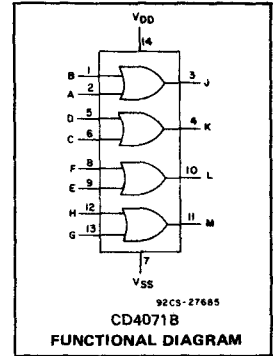 VDD
14
B 1
A 2
3 J
D 5
C 6
4 K
F 8
E 9
10 L
H 12
G 13
11 M
7
VSS
92CS-27685
CD4071B
FUNCTIONAL DIAGRAM